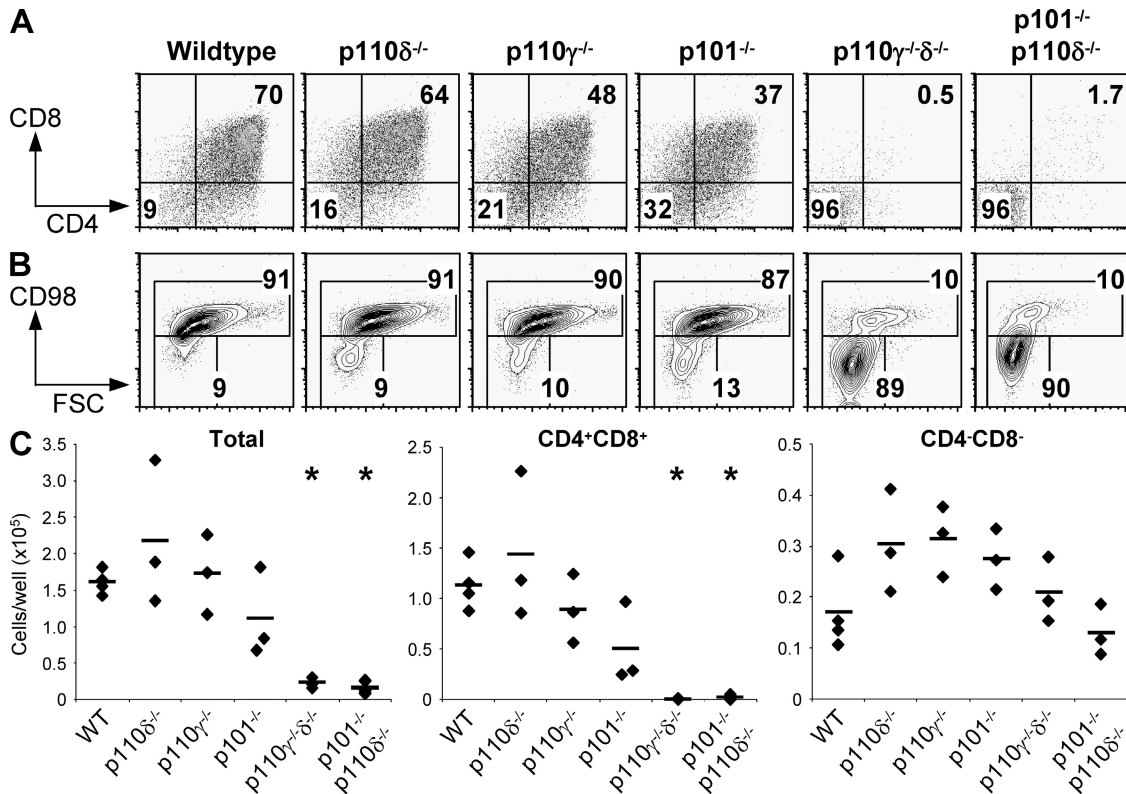 A
Wildtype p110δ-/- p110γ-/- p101-/- p110γ-/-δ-/- p101-/- p110δ-/-
CD8
70 64 48 37 0.5 1.7
9 16 21 32 96 96
CD4
B
CD98
91 91 90 87 10 10
9 9 10 13 89 90
FSC
C
Total CD4+CD8+ CD4-CD8-
Cells/well (x10⁵)
3.5
3.0
2.5
2.0
1.5
1.0
0.5
0
* *
WT p110δ-/- p110γ-/- p101-/- p110γ-/-δ-/- p101-/- p110δ-/-
2.5
2.0
1.5
1.0
0.5
0
* *
WT p110δ-/- p110γ-/- p101-/- p110γ-/-δ-/- p101-/- p110δ-/-
0.5
0.4
0.3
0.2
0.1
0
WT p110δ-/- p110γ-/- p101-/- p110γ-/-δ-/- p101-/- p110δ-/-